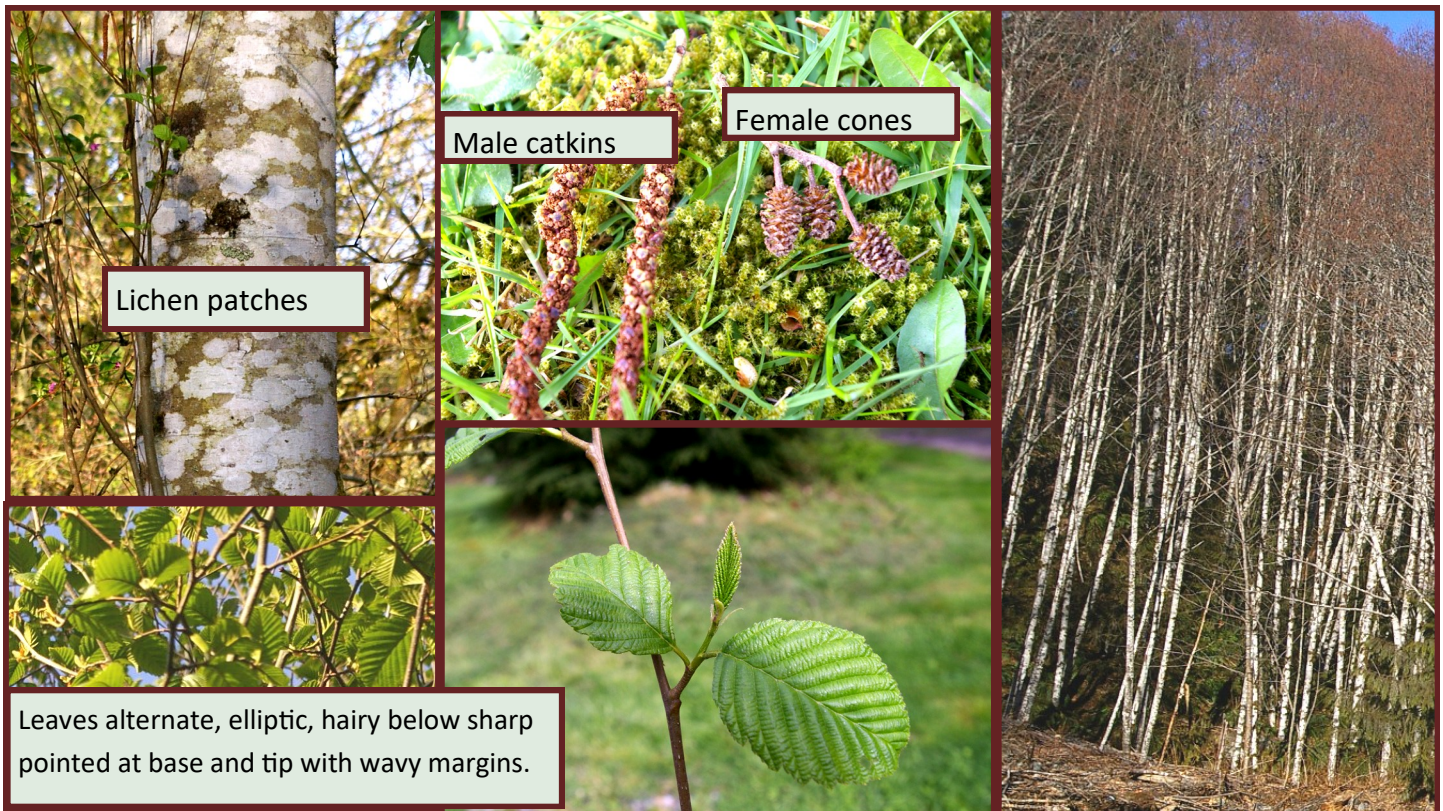 Male catkins
Female cones
Lichen patches
Leaves alternate, elliptic, hairy below sharp
pointed at base and tip with wavy margins.